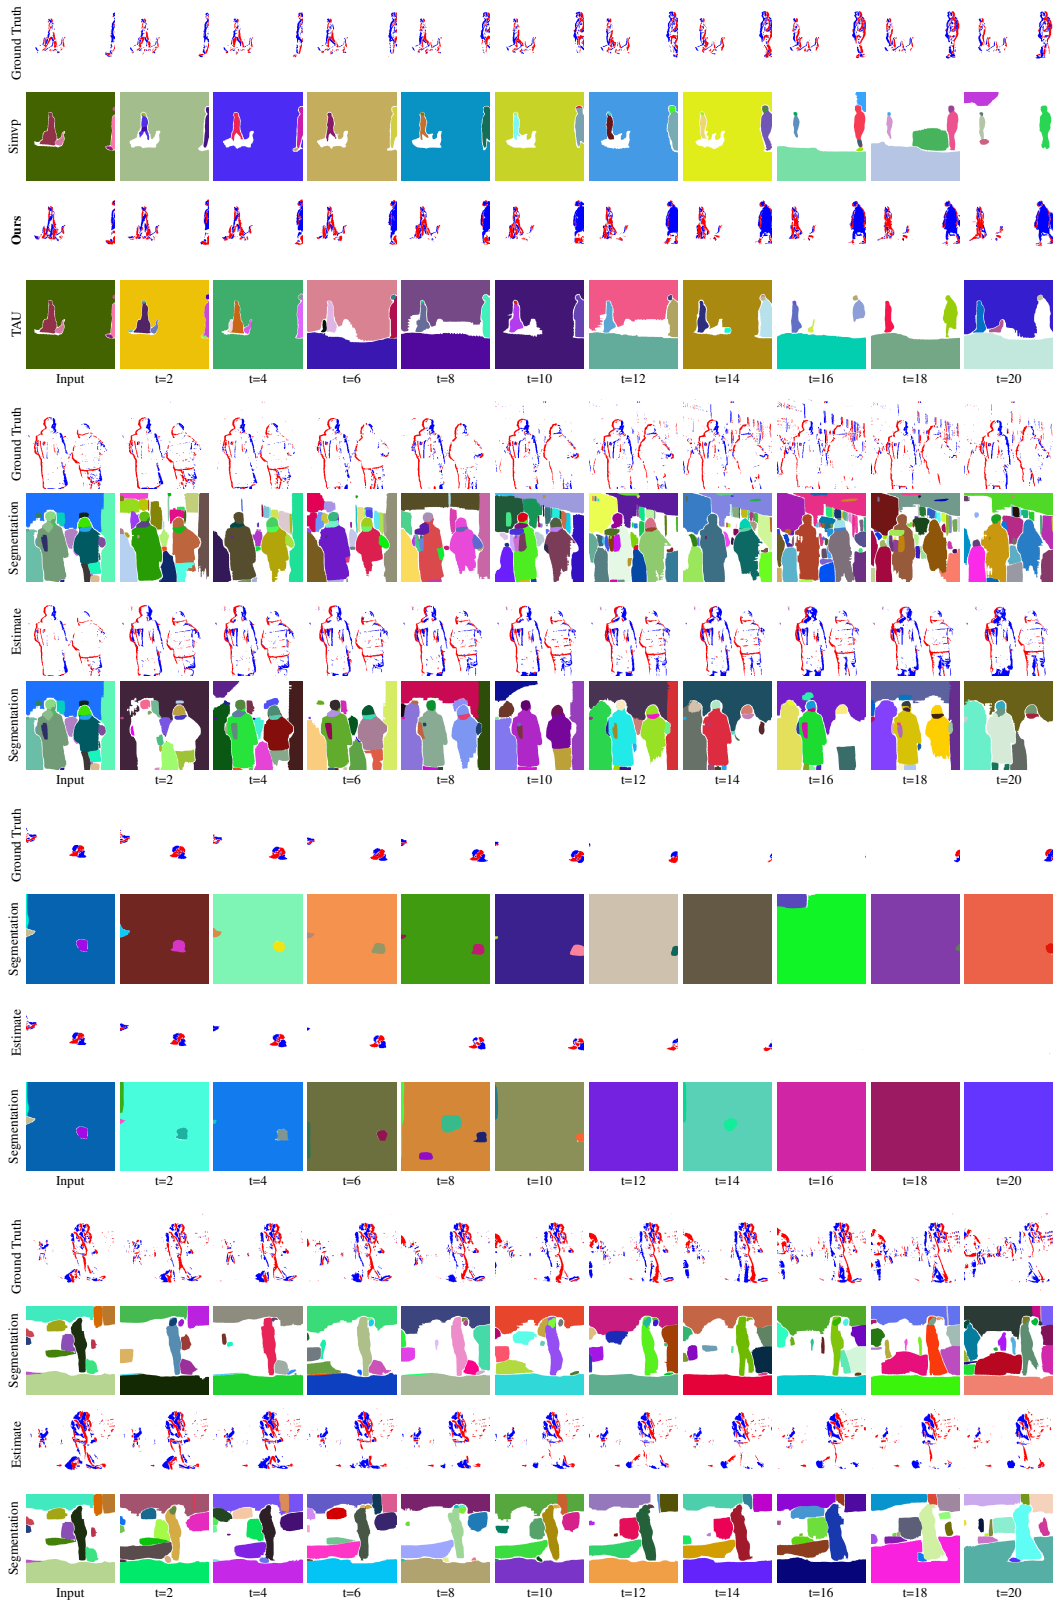 Ground Truth
Simvp
Ours
TAU
Input t=2 t=4 t=6 t=8 t=10 t=12 t=14 t=16 t=18 t=20
Ground Truth
Segmentation
Estimate
Segmentation
Input t=2 t=4 t=6 t=8 t=10 t=12 t=14 t=16 t=18 t=20
Ground Truth
Segmentation
Estimate
Segmentation
Input t=2 t=4 t=6 t=8 t=10 t=12 t=14 t=16 t=18 t=20
Ground Truth
Segmentation
Estimate
Segmentation
Input t=2 t=4 t=6 t=8 t=10 t=12 t=14 t=16 t=18 t=20